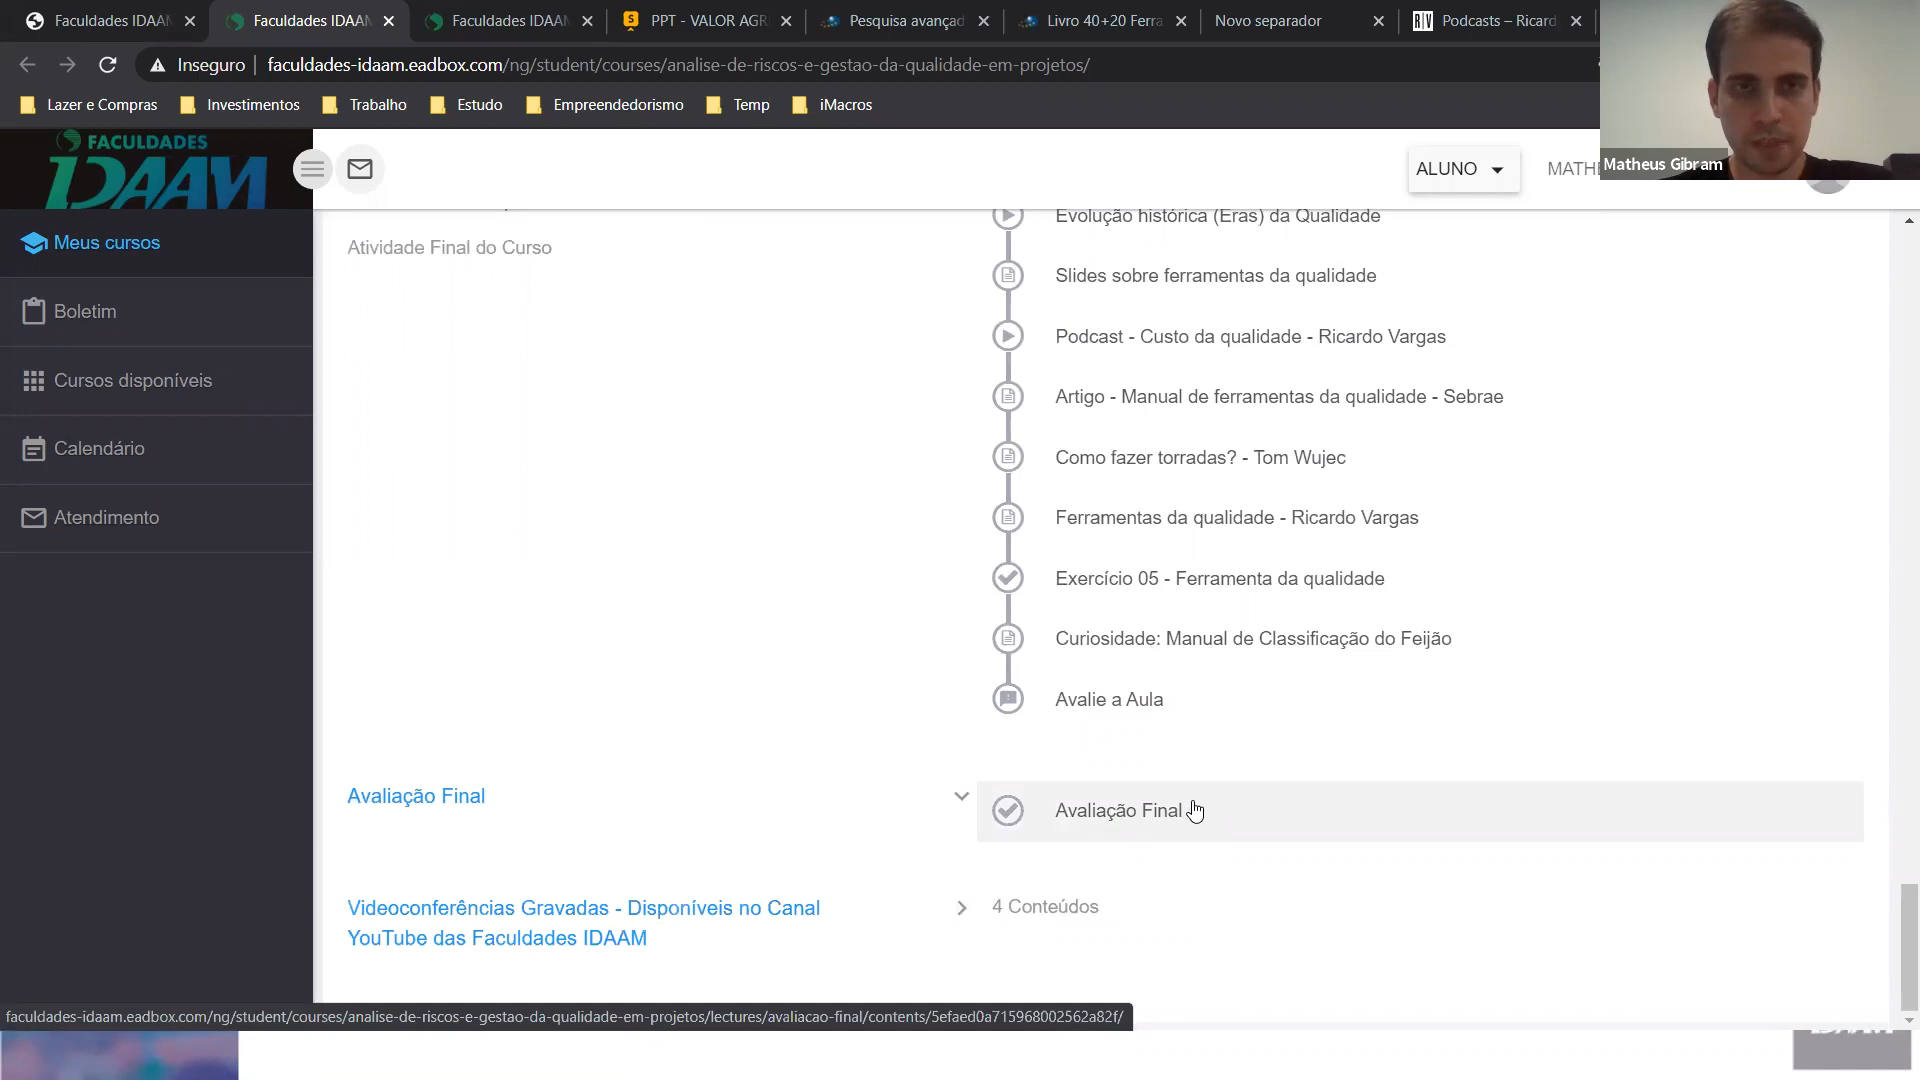 Faculdades IDAAM
Faculdades IDAAM
Faculdades IDAAM
PPT - VALOR AGR
Pesquisa avançad
Livro 40+20 Ferra
Novo separador
Podcasts – Ricard
Inseguro
faculdades-idaam.eadbox.com/ng/student/courses/analise-de-riscos-e-gestao-da-qualidade-em-projetos/
Lazer e Compras
Investimentos
Trabalho
Estudo
Empreendedorismo
Temp
iMacros
Matheus Gibram
FACULDADES
IDAAM
ALUNO
MATHE
Meus cursos
Boletim
Cursos disponíveis
Calendário
Atendimento
Atividade Final do Curso
Evolução histórica (Eras) da Qualidade
Slides sobre ferramentas da qualidade
Podcast - Custo da qualidade - Ricardo Vargas
Artigo - Manual de ferramentas da qualidade - Sebrae
Como fazer torradas? - Tom Wujec
Ferramentas da qualidade - Ricardo Vargas
Exercício 05 - Ferramenta da qualidade
Curiosidade: Manual de Classificação do Feijão
Avalie a Aula
Avaliação Final
Avaliação Final
Videoconferências Gravadas - Disponíveis no Canal
YouTube das Faculdades IDAAM
4 Conteúdos
faculdades-idaam.eadbox.com/ng/student/courses/analise-de-riscos-e-gestao-da-qualidade-em-projetos/lectures/avaliacao-final/contents/5efaed0a715968002562a82f/